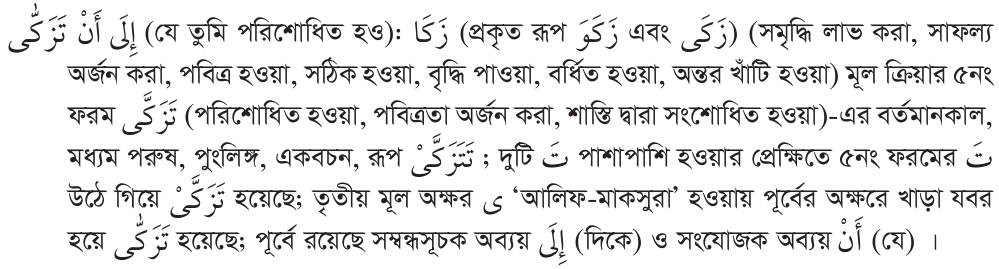 إِلَى أَنْ تَزَكّٰى (যে তুমি পরিশোধিত হও): زَكَا (প্রকৃত রূপ زَكَوَ এবং زَكَى) (সমৃদ্ধি লাভ করা, সাফল্য
অর্জন করা, পবিত্র হওয়া, সঠিক হওয়া, বৃদ্ধি পাওয়া, বর্ধিত হওয়া, অন্তর খাঁটি হওয়া) মূল ক্রিয়ার ৫নং
ফরম تَزَكَّى (পরিশোধিত হওয়া, পবিত্রতা অর্জন করা, শাস্তি দ্বারা সংশোধিত হওয়া)-এর বর্তমানকাল,
মধ্যম পুরুষ, পুংলিঙ্গ, একবচন, রূপ تَتَزَكَّىْ ; দুটি تَ পাশাপাশি হওয়ার প্রেক্ষিতে ৫নং ফরমের تَ
উঠে গিয়ে تَزَكَّىْ হয়েছে; তৃতীয় মূল অক্ষর ى ‘আলিফ-মাকসুরা’ হওয়ায় পূর্বের অক্ষরে খাড়া যবর
হয়ে تَزَكّٰى হয়েছে; পূর্বে রয়েছে সম্বন্ধসূচক অব্যয় إِلَى (দিকে) ও সংযোজক অব্যয় أَنْ (যে) ।